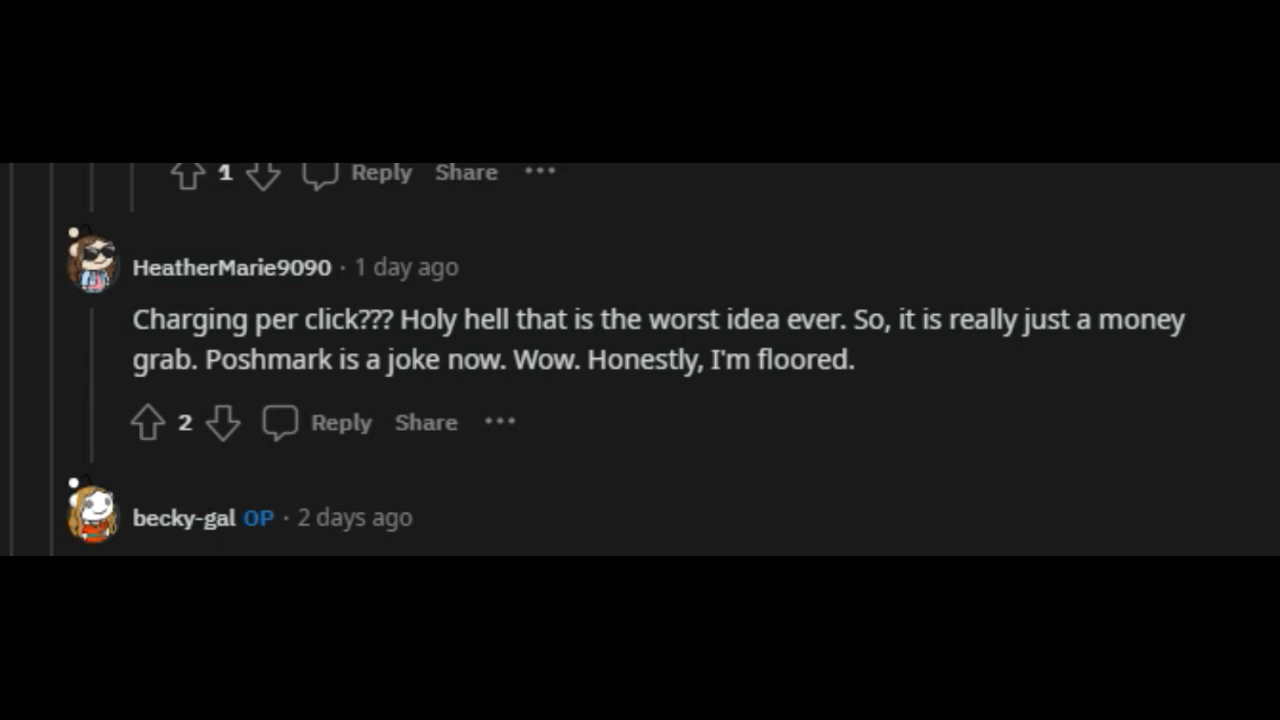 1 Reply Share •••
HeatherMarie9090 · 1 day ago
Charging per click??? Holy hell that is the worst idea ever. So, it is really just a money
grab. Poshmark is a joke now. Wow. Honestly, I'm floored.
2 Reply Share •••
becky-gal OP · 2 days ago